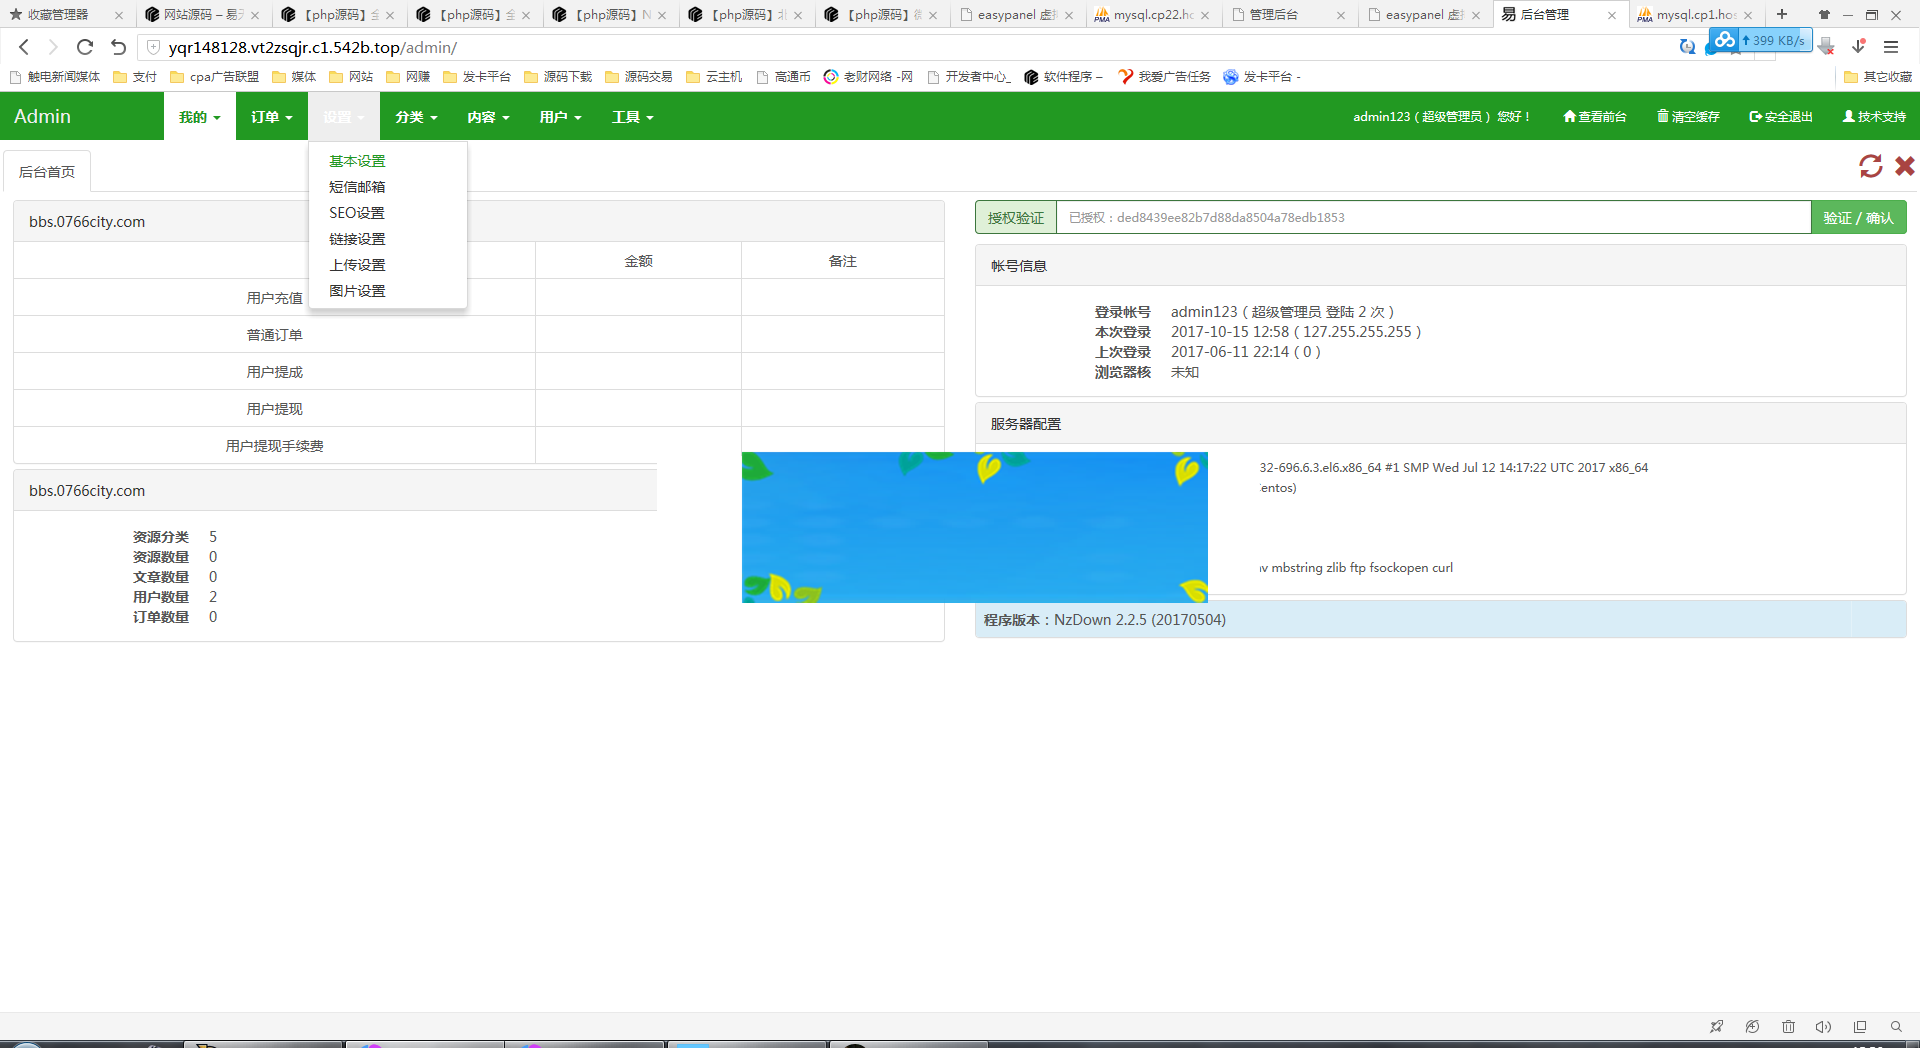 收藏管理器
网站源码 – 易
【php源码】
【php源码】
【php源码】N
【php源码】
【php源码】
easypanel 虚
mysql.cp22.h
管理后台
easypanel 虚
后台管理
mysql.cp1.hos
yqr148128.vt2zsqjr.c1.542b.top/admin/
399 KB/s
触电新闻媒体 支付 cpa广告联盟 媒体 网站 网赚 发卡平台 源码下载 源码交易 云主机 高通币 老财网络 -网 开发者中心_ 软件程序 – 我爱广告任务 发卡平台 - 其它收藏
Admin 我的 订单 设置 分类 内容 用户 工具 admin123（超级管理员）您好！ 查看前台 清空缓存 安全退出 技术支持
基本设置
短信邮箱
SEO设置
链接设置
上传设置
图片设置
后台首页
bbs.0766city.com
金额 备注
用户充值
普通订单
用户提成
用户提现
用户提现手续费
bbs.0766city.com
资源分类 5
资源数量 0
文章数量 0
用户数量 2
订单数量 0
授权验证 已授权：ded8439ee82b7d88da8504a78edb1853 验证 / 确认
帐号信息
登录帐号 admin123（超级管理员 登陆 2 次）
本次登录 2017-10-15 12:58（127.255.255.255）
上次登录 2017-06-11 22:14（0）
浏览器核 未知
服务器配置
32-696.6.3.el6.x86_64 #1 SMP Wed Jul 12 14:17:22 UTC 2017 x86_64
entos)
mbstring zlib ftp fsockopen curl
程序版本：NzDown 2.2.5 (20170504)